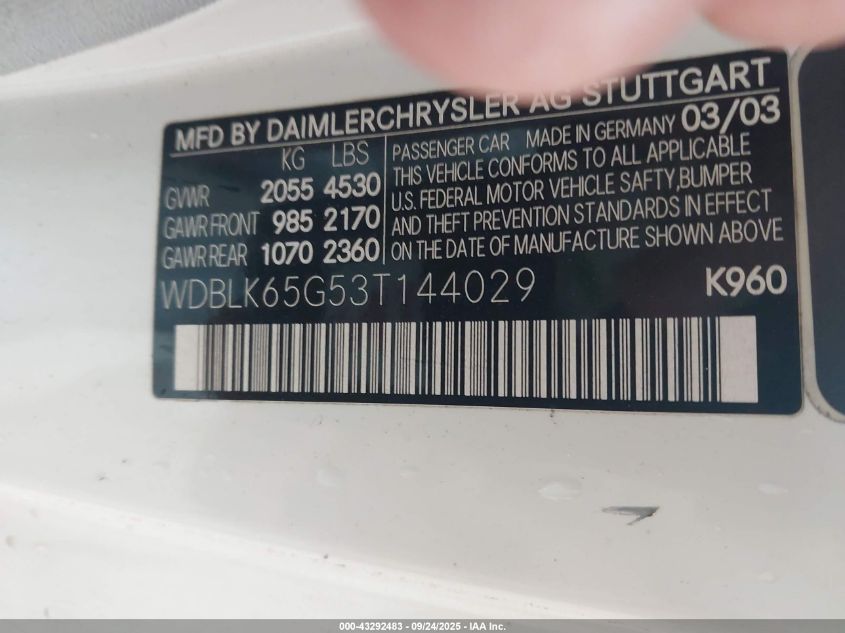 MFD BY DAIMLERCHRYSLER AG STUTTGART
KG LBS
GVWR 2055 4530
GAWR FRONT 985 2170
GAWR REAR 1070 2360
PASSENGER CAR MADE IN GERMANY 03/03
THIS VEHICLE CONFORMS TO ALL APPLICABLE
U.S. FEDERAL MOTOR VEHICLE SAFTY,BUMPER
AND THEFT PREVENTION STANDARDS IN EFFECT
ON THE DATE OF MANUFACTURE SHOWN ABOVE
WDBLK65G53T144029 K960
000-43292483 - 09/24/2025 - IAA Inc.